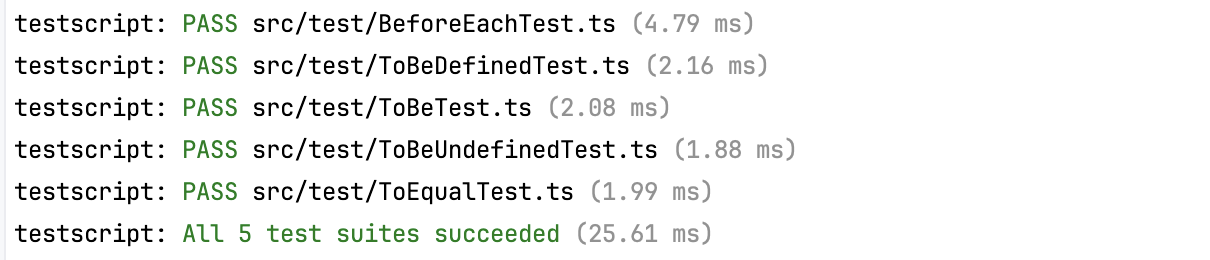 testscript: PASS src/test/BeforeEachTest.ts (4.79 ms)
testscript: PASS src/test/ToBeDefinedTest.ts (2.16 ms)
testscript: PASS src/test/ToBeTest.ts (2.08 ms)
testscript: PASS src/test/ToBeUndefinedTest.ts (1.88 ms)
testscript: PASS src/test/ToEqualTest.ts (1.99 ms)
testscript: All 5 test suites succeeded (25.61 ms)